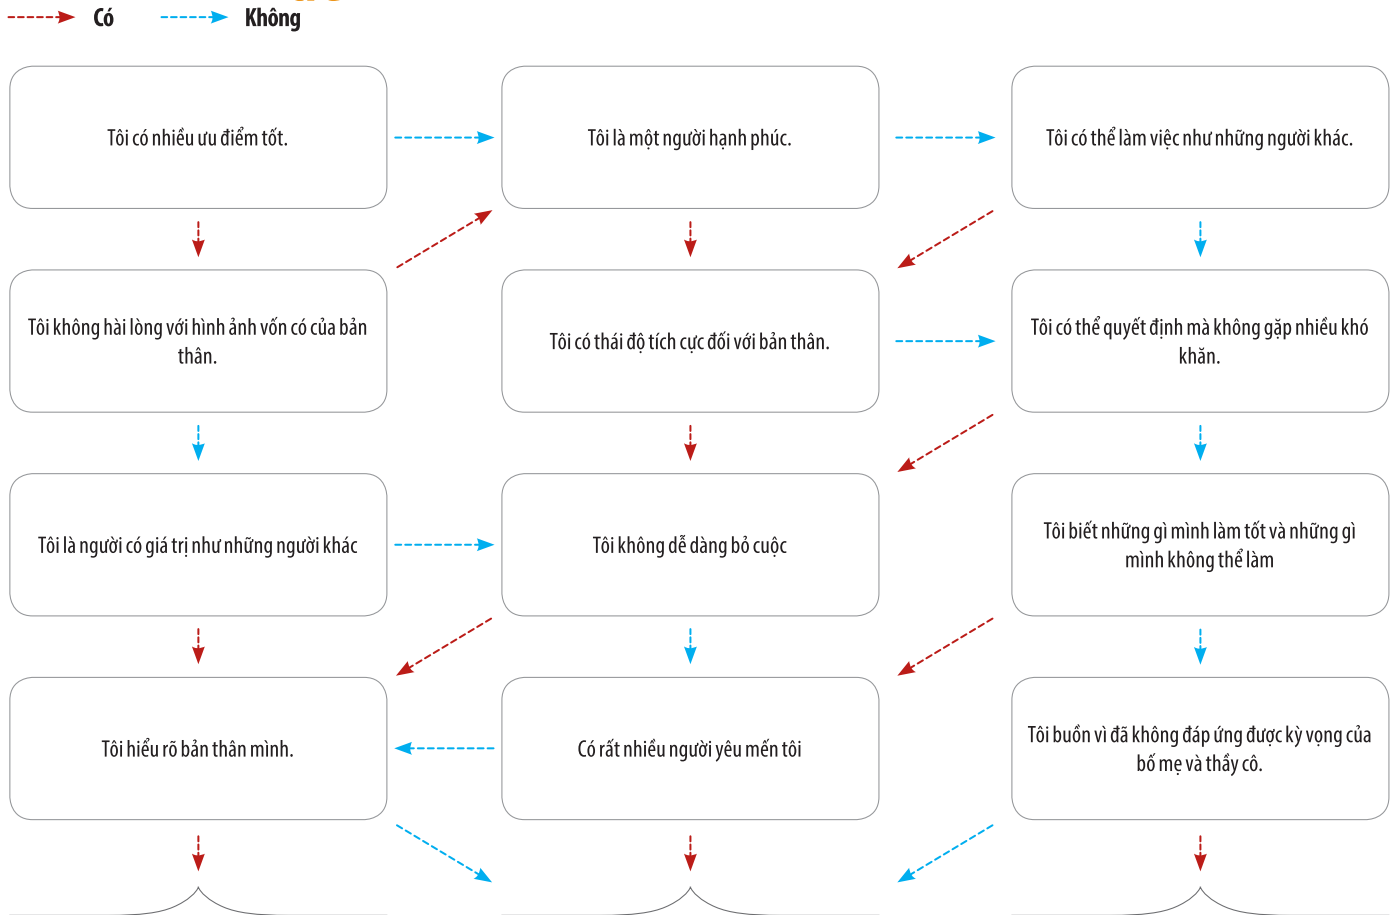 Có Không
Tôi có nhiều ưu điểm tốt.
Tôi là một người hạnh phúc.
Tôi có thể làm việc như những người khác.
Tôi không hài lòng với hình ảnh vốn có của bản
thân.
Tôi có thái độ tích cực đối với bản thân.
Tôi có thể quyết định mà không gặp nhiều khó
khăn.
Tôi là người có giá trị như những người khác
Tôi không dễ dàng bỏ cuộc
Tôi biết những gì mình làm tốt và những gì
mình không thể làm
Tôi hiểu rõ bản thân mình.
Có rất nhiều người yêu mến tôi
Tôi buồn vì đã không đáp ứng được kỳ vọng của
bố mẹ và thầy cô.